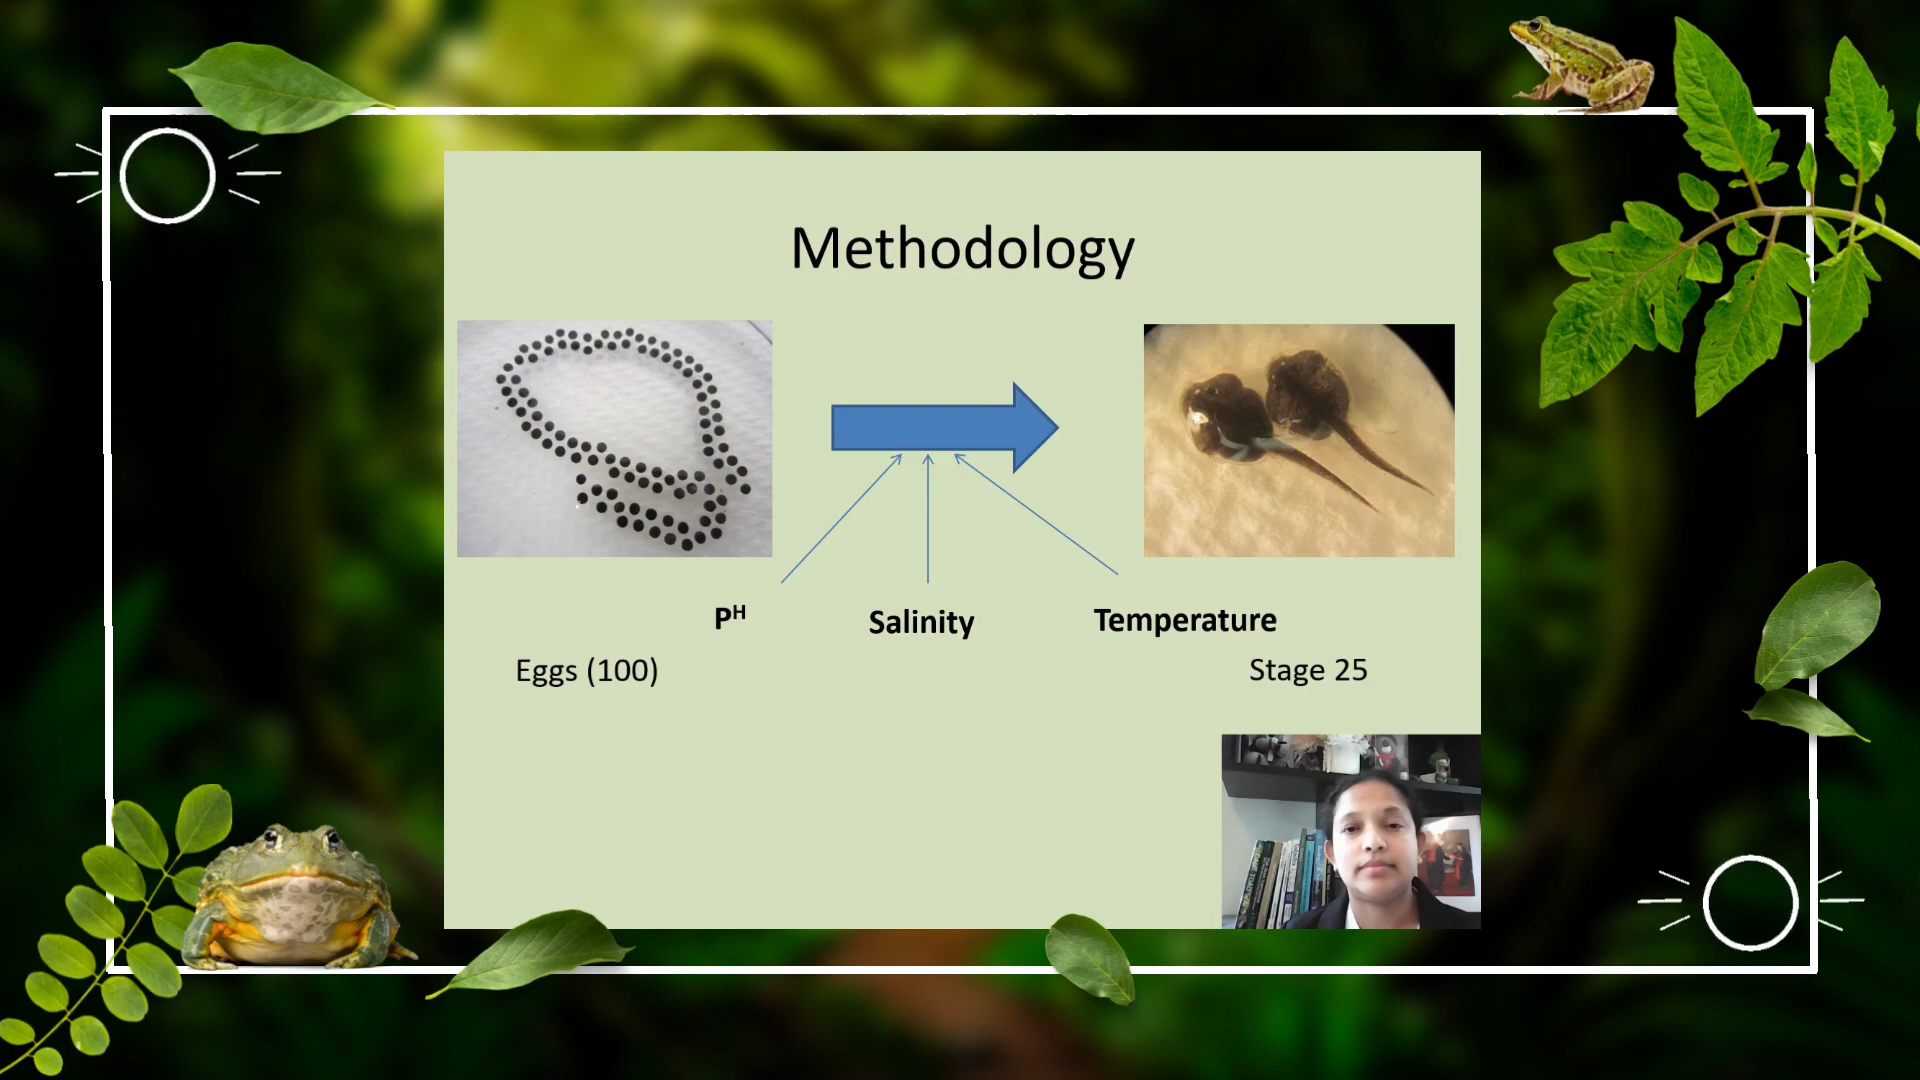 Methodology
Pᴴ
Salinity
Temperature
Eggs (100)
Stage 25